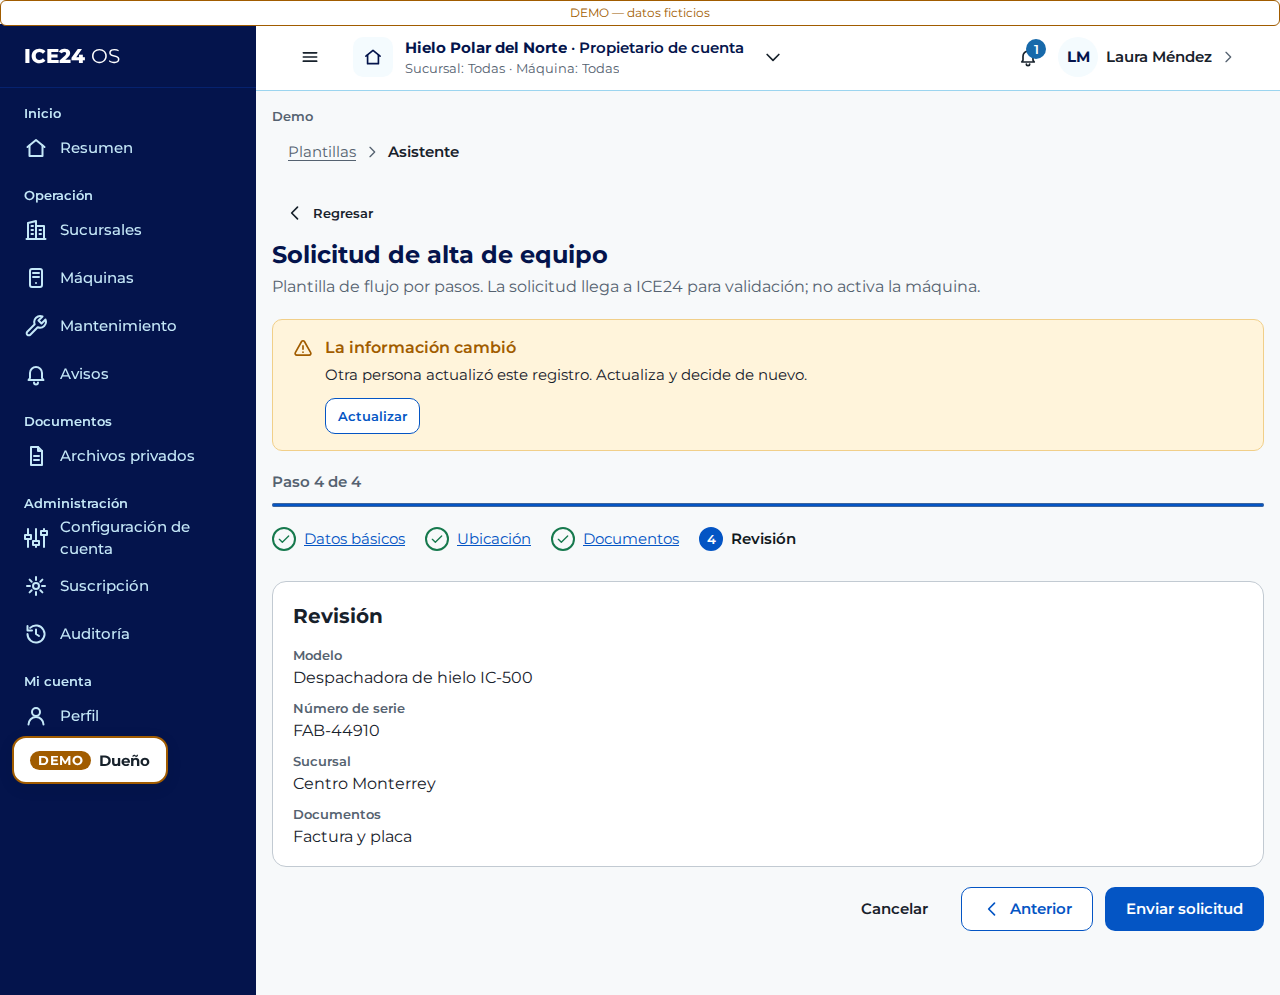 DEMO — datos ficticios
ICE24 OS
Inicio
Resumen
Operación
Sucursales
Máquinas
Mantenimiento
Avisos
Documentos
Archivos privados
Administración
Configuración de
cuenta
Suscripción
Auditoría
Mi cuenta
Perfil
DEMO Dueño
Hielo Polar del Norte · Propietario de cuenta
Sucursal: Todas · Máquina: Todas
1
LM Laura Méndez
Demo
Plantillas > Asistente
Regresar
Solicitud de alta de equipo
Plantilla de flujo por pasos. La solicitud llega a ICE24 para validación; no activa la máquina.
La información cambió
Otra persona actualizó este registro. Actualiza y decide de nuevo.
Actualizar
Paso 4 de 4
Datos básicos Ubicación Documentos 4 Revisión
Revisión
Modelo
Despachadora de hielo IC-500
Número de serie
FAB-44910
Sucursal
Centro Monterrey
Documentos
Factura y placa
Cancelar Anterior Enviar solicitud